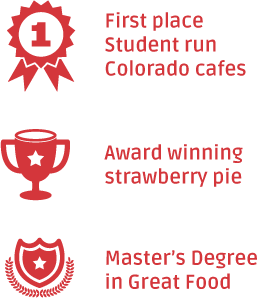 1
First place
Student run
Colorado cafes
Award winning
strawberry pie
Master's Degree
in Great Food